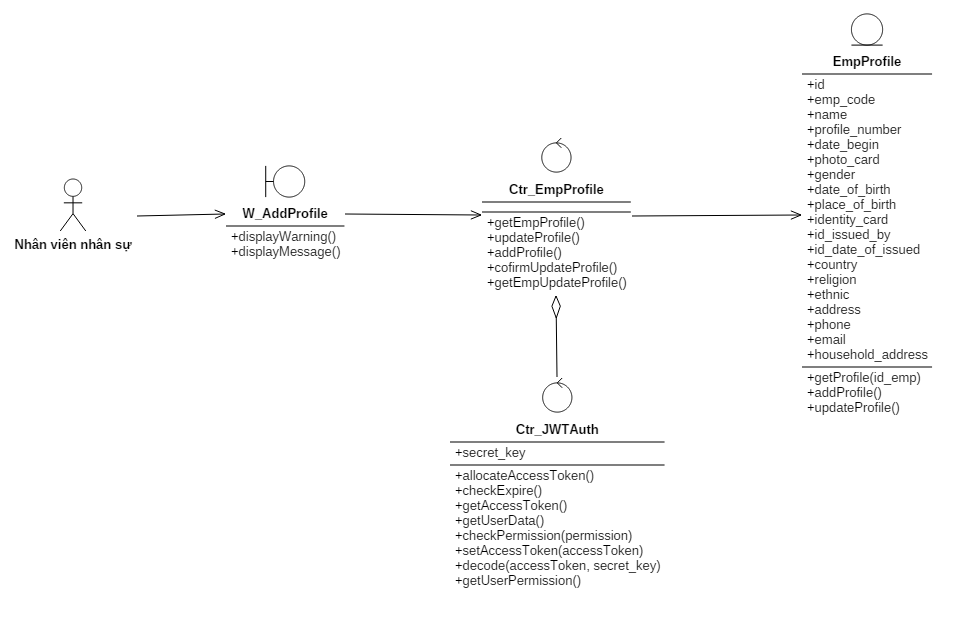 Nhân viên nhân sự
W_AddProfile
+displayWarning()
+displayMessage()
Ctr_EmpProfile
+getEmpProfile()
+updateProfile()
+addProfile()
+cofirmUpdateProfile()
+getEmpUpdateProfile()
Ctr_JWTAuth
+secret_key
+allocateAccessToken()
+checkExpire()
+getAccessToken()
+getUserData()
+checkPermission(permission)
+setAccessToken(accessToken)
+decode(accessToken, secret_key)
+getUserPermission()
EmpProfile
+id
+emp_code
+name
+profile_number
+date_begin
+photo_card
+gender
+date_of_birth
+place_of_birth
+identity_card
+id_issued_by
+id_date_of_issued
+country
+religion
+ethnic
+address
+phone
+email
+household_address
+getProfile(id_emp)
+addProfile()
+updateProfile()